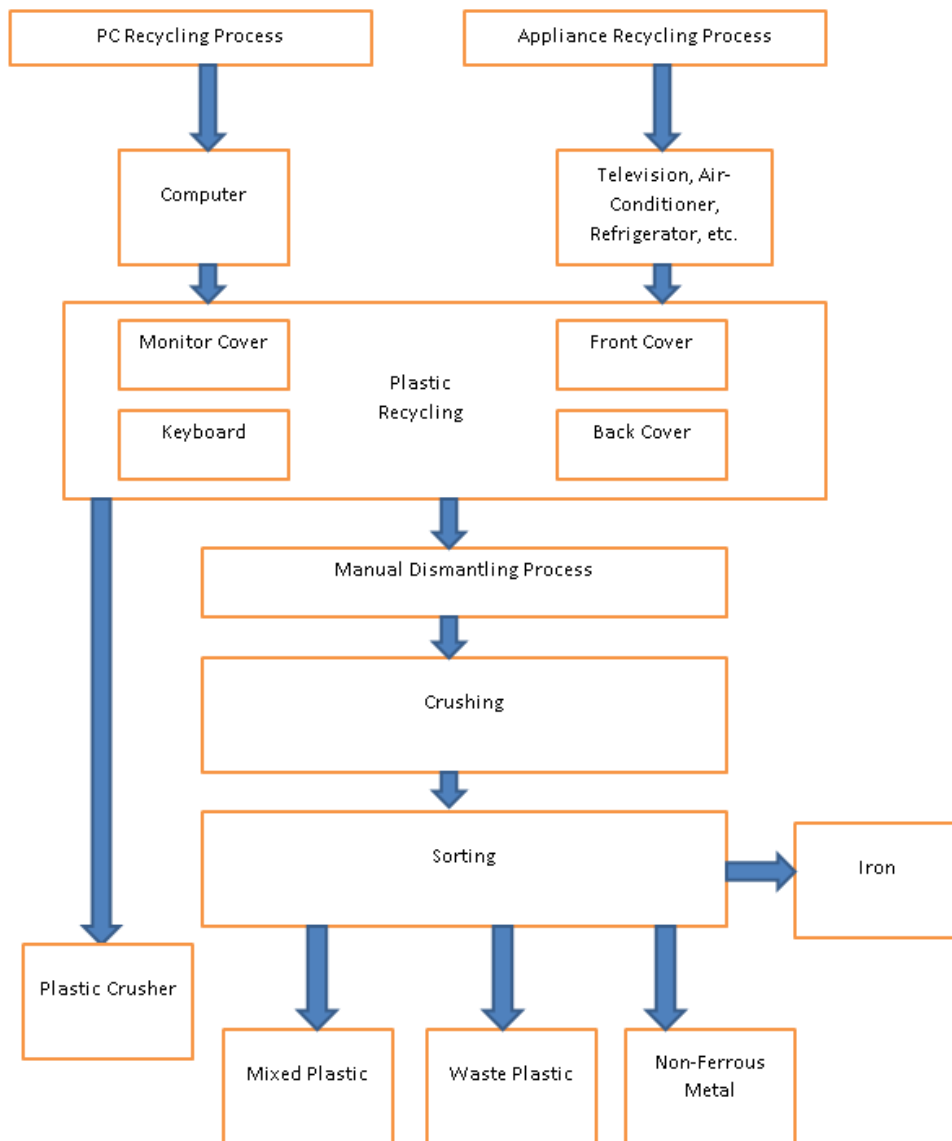 PC Recycling Process
Appliance Recycling Process
Computer
Television, Air-
Conditioner,
Refrigerator, etc.
Monitor Cover
Front Cover
Plastic
Recycling
Keyboard
Back Cover
Manual Dismantling Process
Crushing
Sorting
Iron
Plastic Crusher
Mixed Plastic
Waste Plastic
Non-Ferrous
Metal